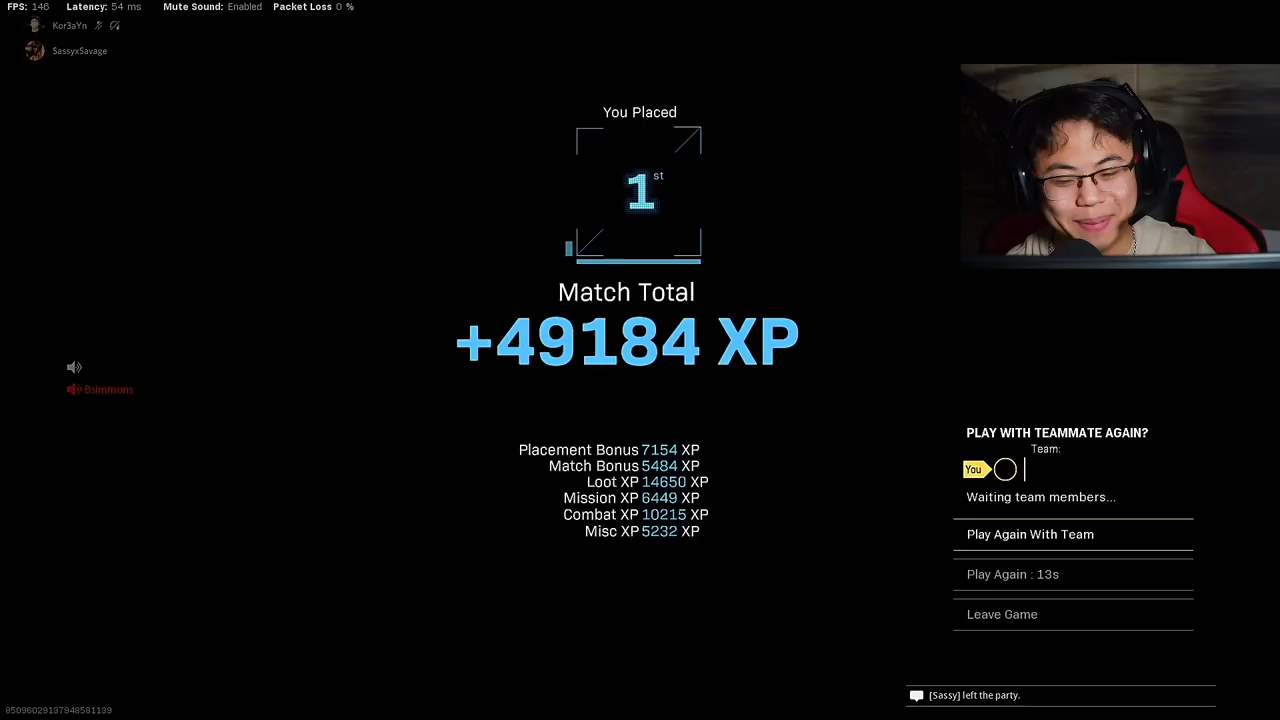 FPS: 146 Latency: 54 ms Mute Sound: Enabled Packet Loss 0 %
Kor3aYn
SassyxSavage
You Placed
1st
Match Total
+49184 XP
Bsimmons
Placement Bonus 7154 XP
Match Bonus 5484 XP
Loot XP 14650 XP
Mission XP 6449 XP
Combat XP 10215 XP
Misc XP 5232 XP
PLAY WITH TEAMMATE AGAIN?
Team:
You
Waiting team members...
Play Again With Team
Play Again : 13s
Leave Game
[Sassy] left the party.
85096029137948581139